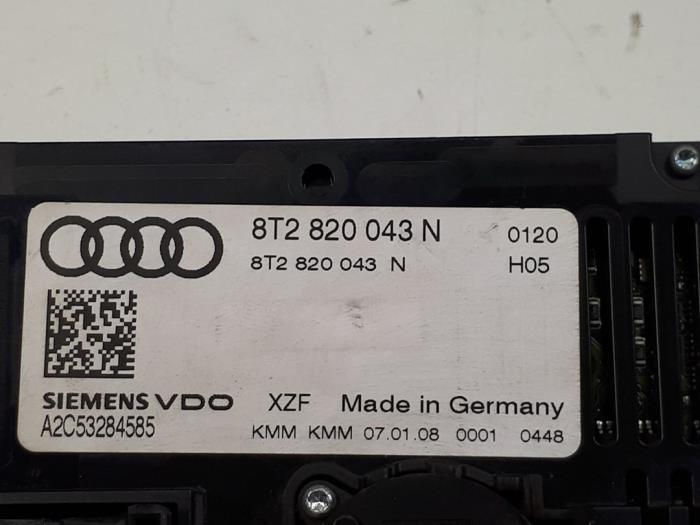 8T2 820 043 N 0120
8T2 820 043 N H05
SIEMENS VDO XZF Made in Germany
A2C53284585 KMM KMM 07.01.08 0001 0448